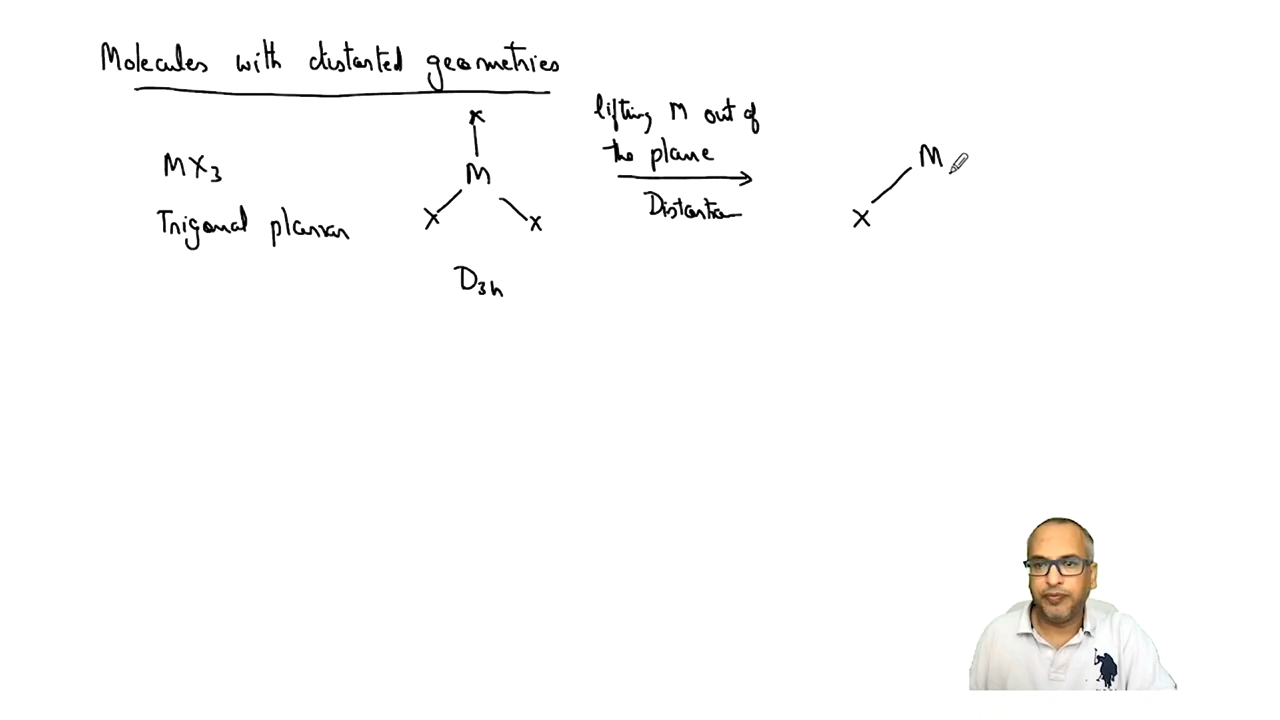 Molecules with distorted geometries
lifting M out of
the plane
X
MX3
M
M
Trigonal planar
X
X
Distortion
X
D3h